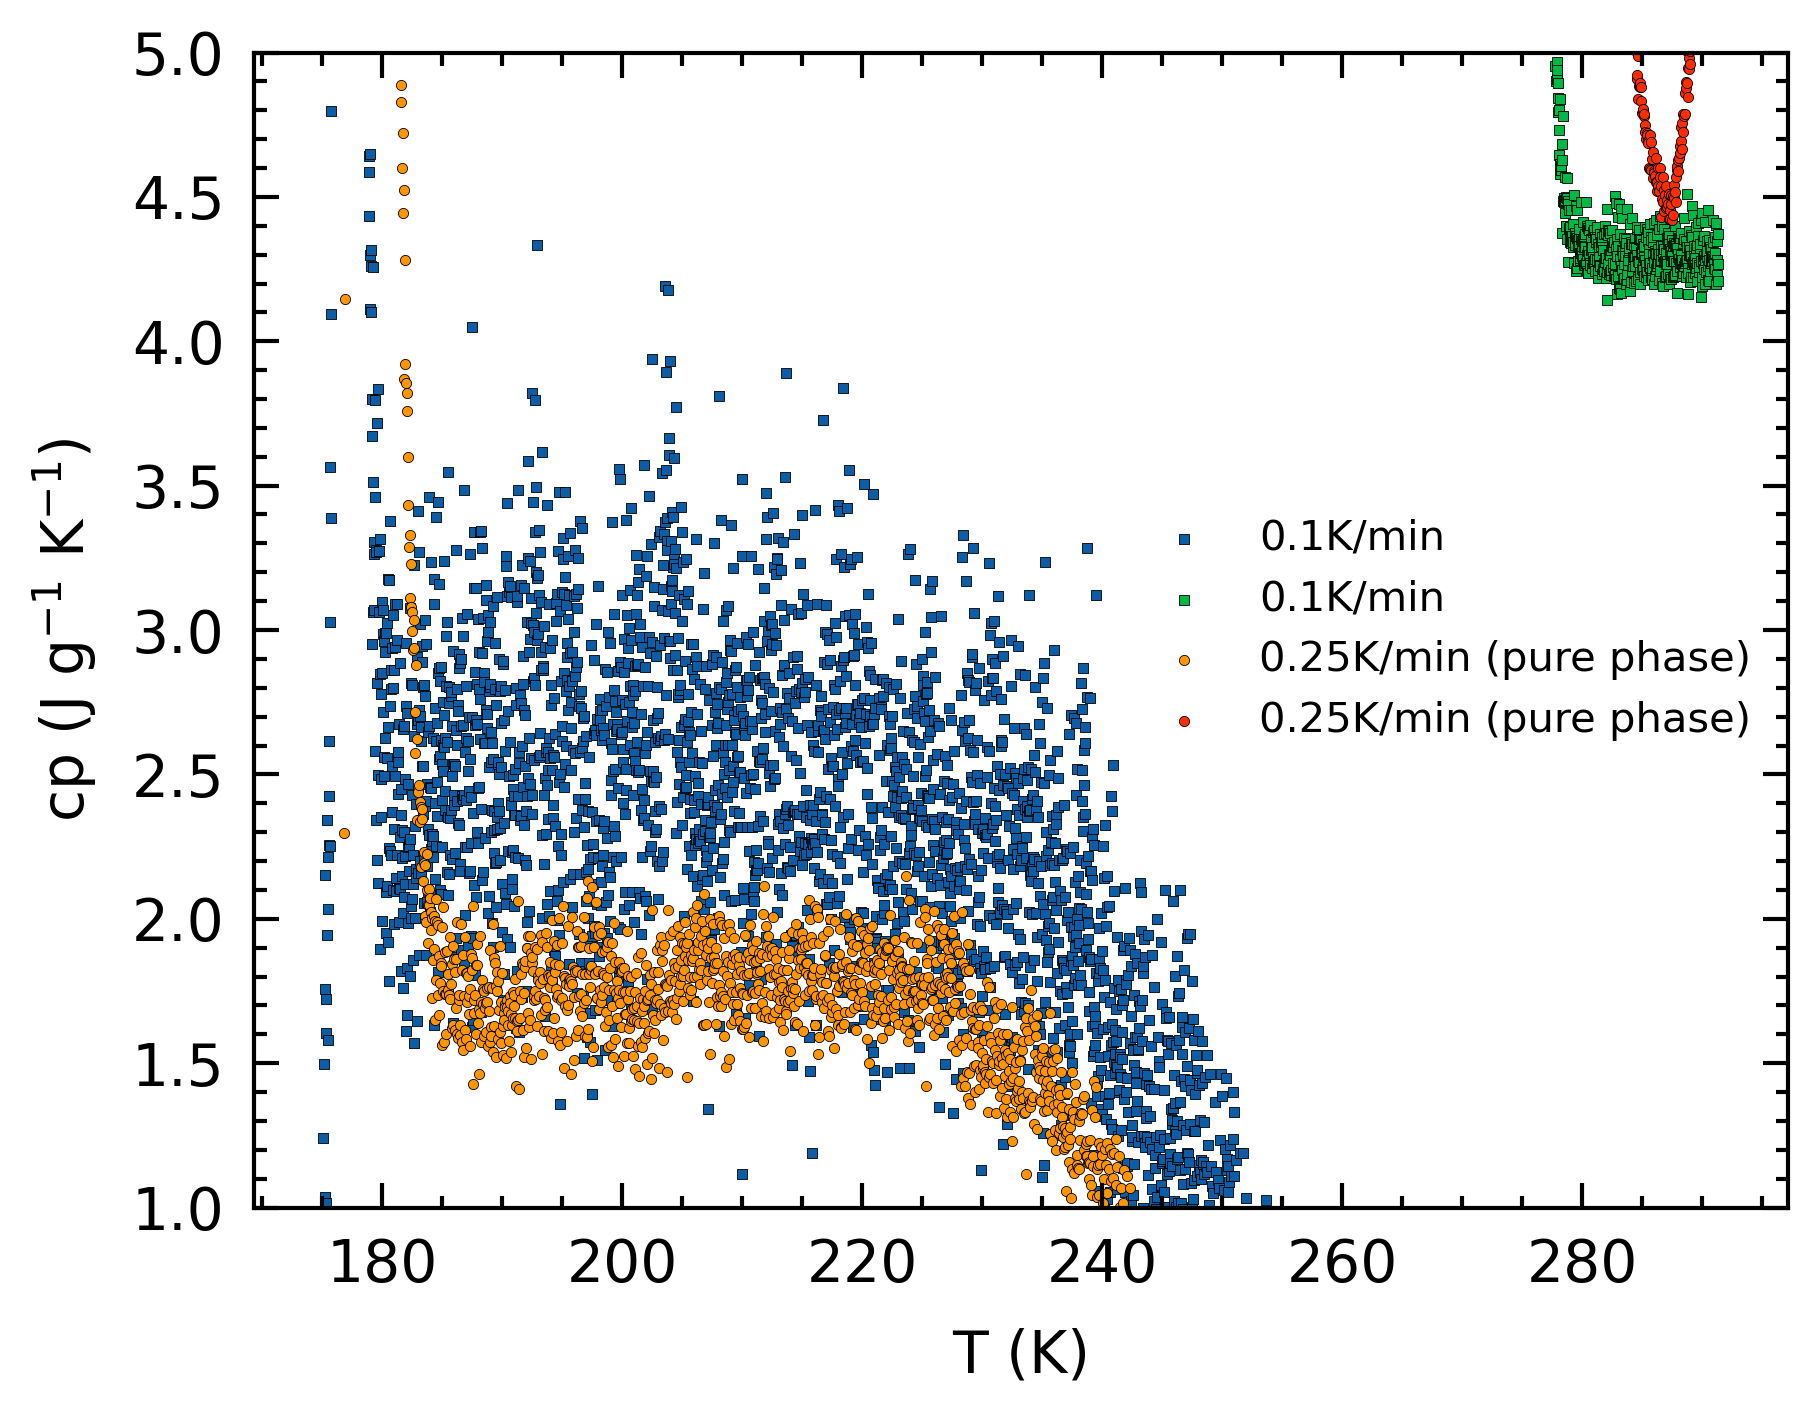 5.0
4.5
4.0
3.5
3.0
2.5
2.0
1.5
1.0
cp (J g⁻¹ K⁻¹)
0.1K/min
0.1K/min
0.25K/min (pure phase)
0.25K/min (pure phase)
180 200 220 240 260 280
T (K)